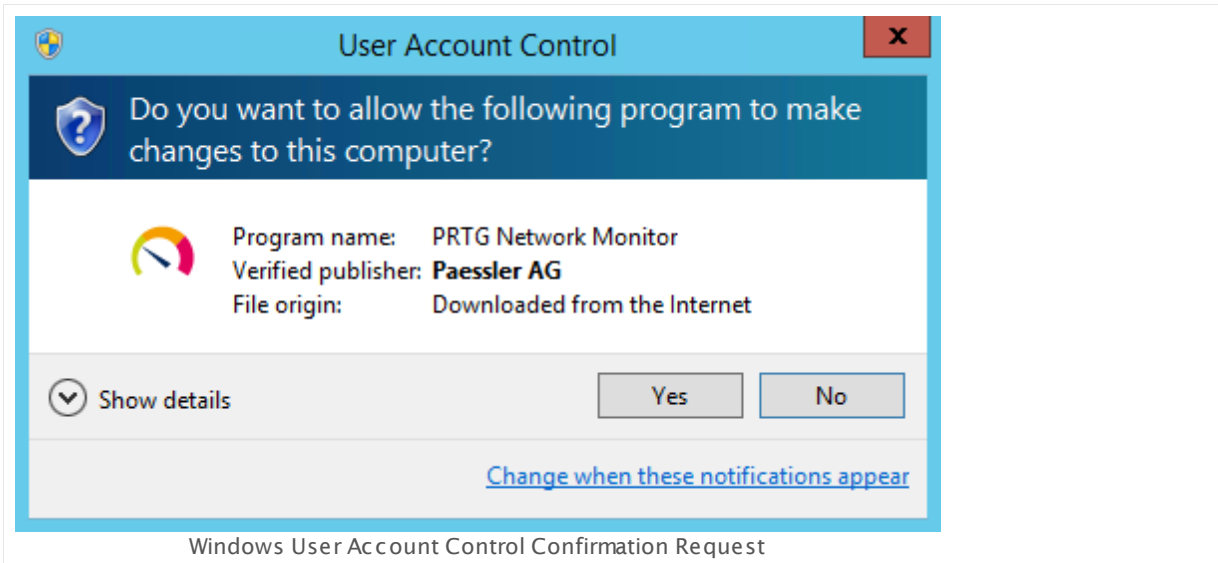 User Account Control
x
Do you want to allow the following program to make
changes to this computer?
Program name: PRTG Network Monitor
Verified publisher: Paessler AG
File origin: Downloaded from the Internet
Show details
Yes No
Change when these notifications appear
Windows User Account Control Confirmation Request